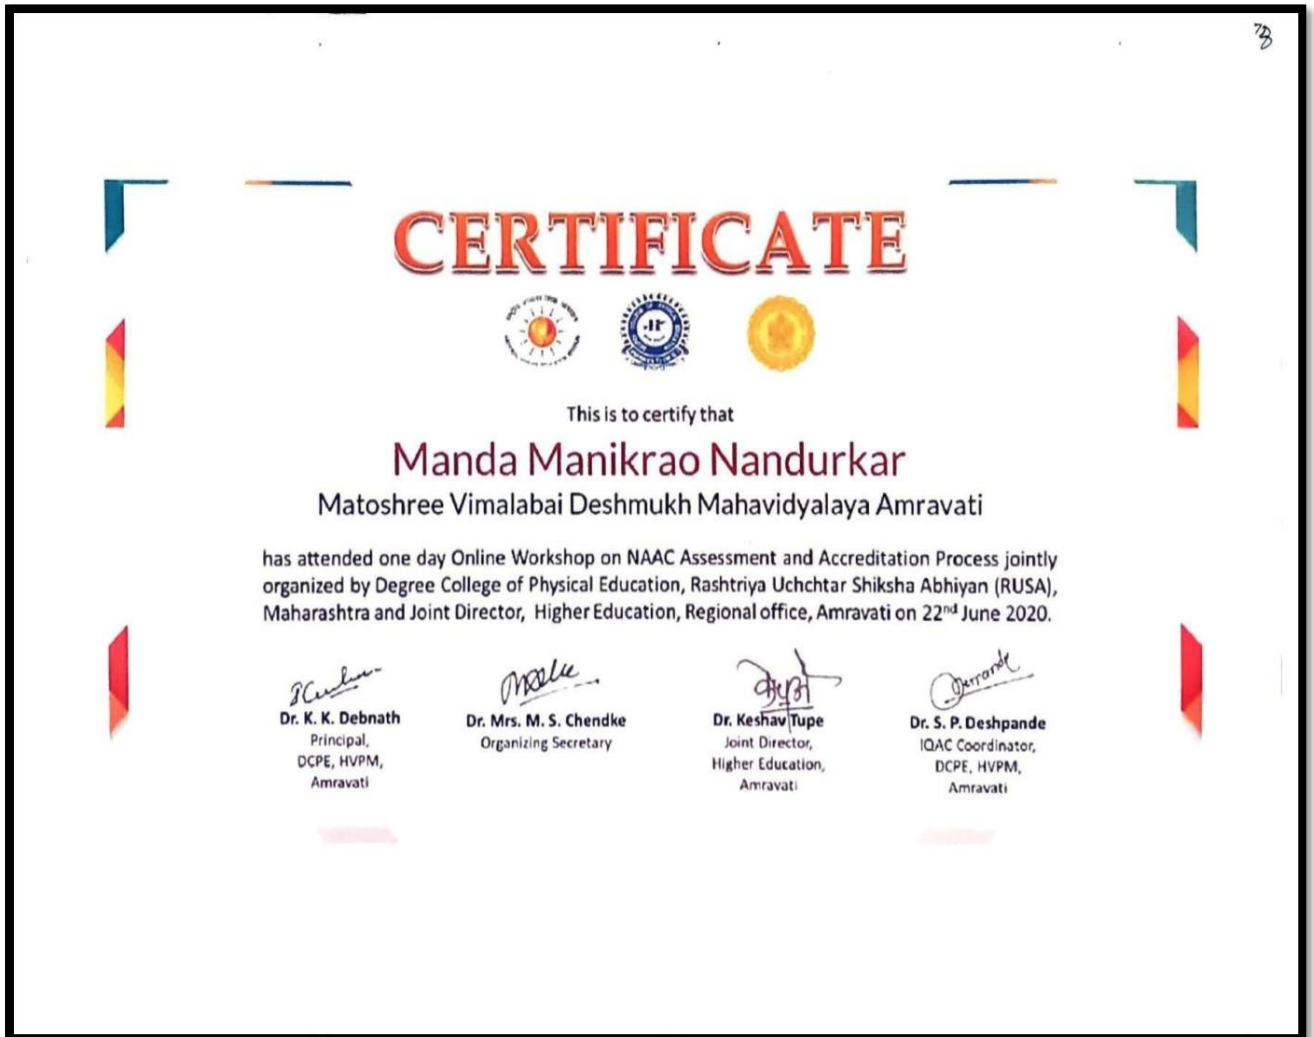 CERTIFICATE
This is to certify that
Manda Manikrao Nandurkar
Matoshree Vimalabai Deshmukh Mahavidyalaya Amravati
has attended one day Online Workshop on NAAC Assessment and Accreditation Process jointly
organized by Degree College of Physical Education, Rashtriya Uchchtar Shiksha Abhiyan (RUSA),
Maharashtra and Joint Director, Higher Education, Regional office, Amravati on 22nd June 2020.
Dr. K. K. Debnath
Principal,
DCPE, HVPM,
Amravati
Dr. Mrs. M. S. Chendke
Organizing Secretary
Dr. Keshav Tupe
Joint Director,
Higher Education,
Amravati
Dr. S. P. Deshpande
IQAC Coordinator,
DCPE, HVPM,
Amravati